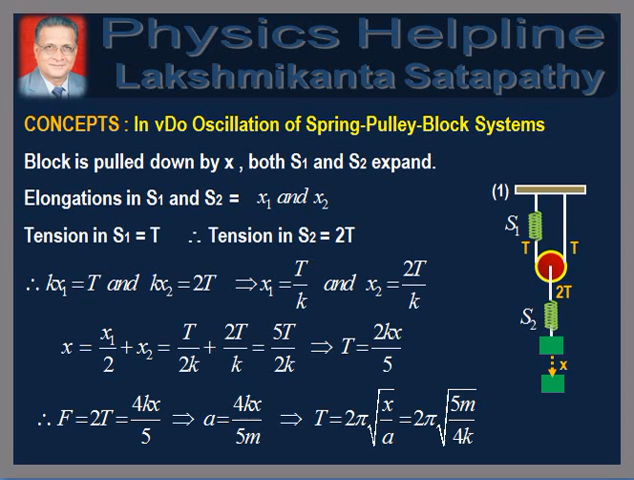 Physics Helpline
Lakshmikanta Satapathy
CONCEPTS : In vDo Oscillation of Spring-Pulley-Block Systems
Block is pulled down by x , both S1 and S2 expand.
Elongations in S1 and S2 = x₁ and x₂
Tension in S1 = T ∴ Tension in S2 = 2T
∴ kx₁ = T and kx₂ = 2T ⇒ x₁ = T/k and x₂ = 2T/k
x = x₁/2 + x₂ = T/2k + 2T/k = 5T/2k ⇒ T = 2kx/5
∴ F = 2T = 4kx/5 ⇒ a = 4kx/5m ⇒ T = 2π√(x/a) = 2π√(5m/4k)
(1)
S₁
T T
2T
S₂
x